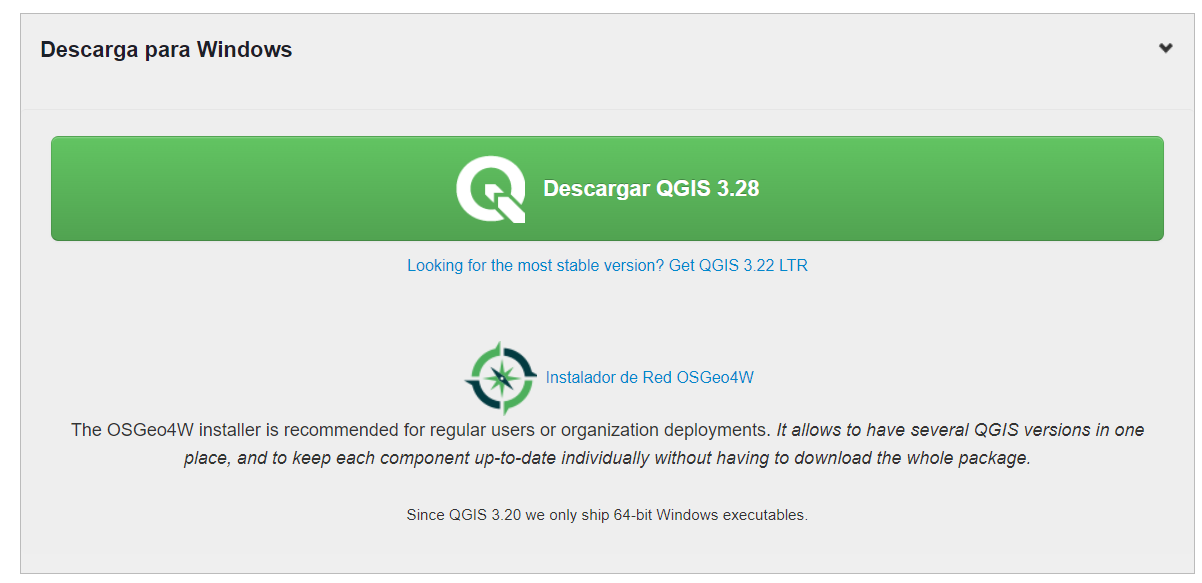 Descarga para Windows
Descargar QGIS 3.28
Looking for the most stable version? Get QGIS 3.22 LTR
Instalador de Red OSGeo4W
The OSGeo4W installer is recommended for regular users or organization deployments. It allows to have several QGIS versions in one
place, and to keep each component up-to-date individually without having to download the whole package.
Since QGIS 3.20 we only ship 64-bit Windows executables.